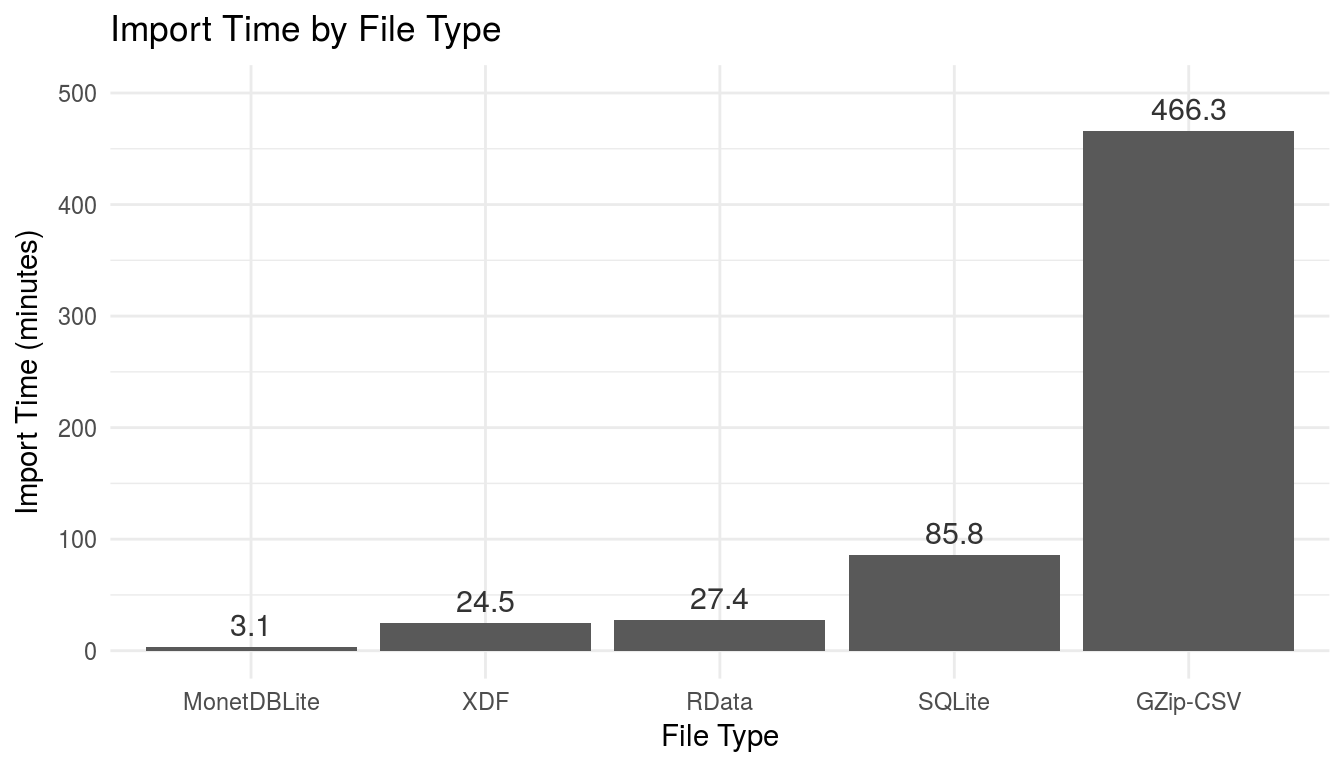 Import Time by File Type
Import Time (minutes)
500
400
300
200
100
0
3.1
24.5
27.4
85.8
466.3
MonetDBLite
XDF
RData
SQLite
GZip-CSV
File Type